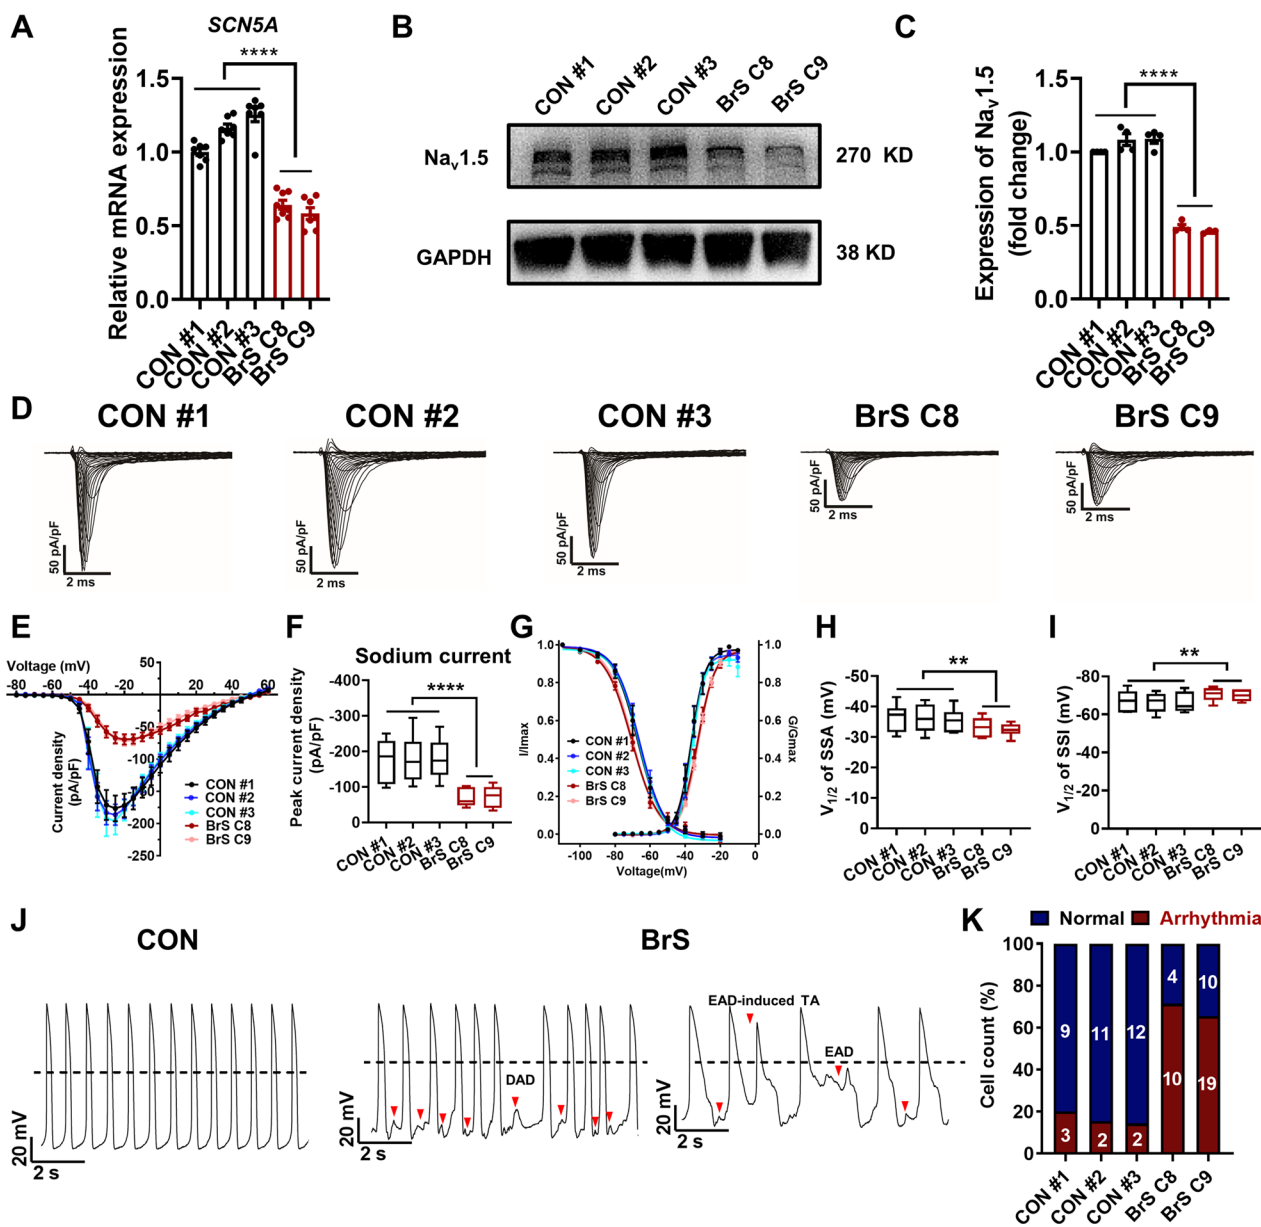 A
SCN5A
****
Relative mRNA expression
1.5
1.0
0.5
0.0
CON #1
CON #2
CON #3
BrS C8
BrS C9
B
CON #1
CON #2
CON #3
BrS C8
BrS C9
Nav1.5
270 KD
GAPDH
38 KD
C
****
Expression of Nav1.5
(fold change)
1.5
1.0
0.5
0.0
CON #1
CON #2
CON #3
BrS C8
BrS C9
D
CON #1
CON #2
CON #3
BrS C8
BrS C9
50 pA/pF
2 ms
50 pA/pF
2 ms
50 pA/pF
2 ms
50 pA/pF
2 ms
50 pA/pF
2 ms
E
Voltage (mV)
-80
-60
-40
-20
20
40
60
50
-50
-100
-150
-200
-250
Current density
(pA/pF)
CON #1
CON #2
CON #3
BrS C8
BrS C9
F
Sodium current
****
Peak current density
(pA/pF)
-400
-300
-200
-100
0
CON #1
CON #2
CON #3
BrS C8
BrS C9
G
I/Imax
1.0
0.8
0.6
0.4
0.2
0.0
G/Gmax
1.0
0.8
0.6
0.4
0.2
0.0
CON #1
CON #2
CON #3
BrS C8
BrS C9
-100
-80
-60
-40
-20
0
Voltage(mV)
H
**
V1/2 of SSA (mV)
-50
-40
-30
-20
-10
0
CON #1
CON #2
CON #3
BrS C8
BrS C9
I
**
V1/2 of SSI (mV)
-80
-60
-40
-20
0
CON #1
CON #2
CON #3
BrS C8
BrS C9
J
CON
BrS
20 mV
2 s
DAD
20 mV
2 s
EAD-induced TA
EAD
20 mV
2 s
K
Normal
Arrhythmia
Cell count (%)
100
80
60
40
20
0
9
11
12
4
10
3
2
2
10
19
CON #1
CON #2
CON #3
BrS C8
BrS C9